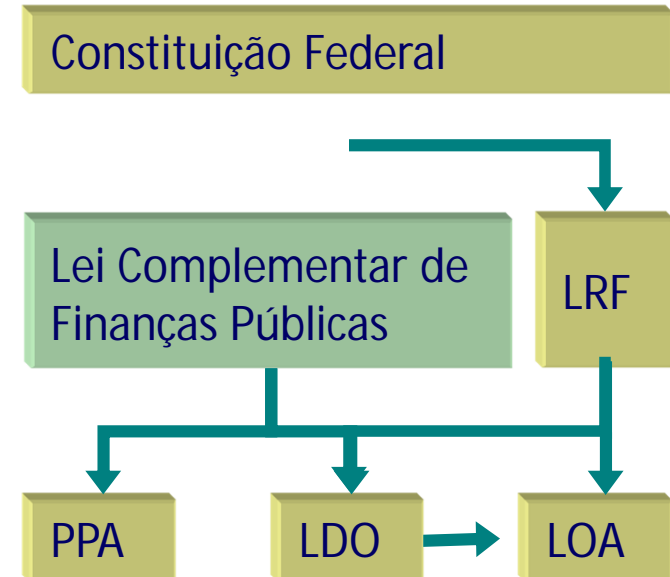 Constituição Federal
Lei Complementar de
Finanças Públicas
LRF
PPA
LDO
LOA